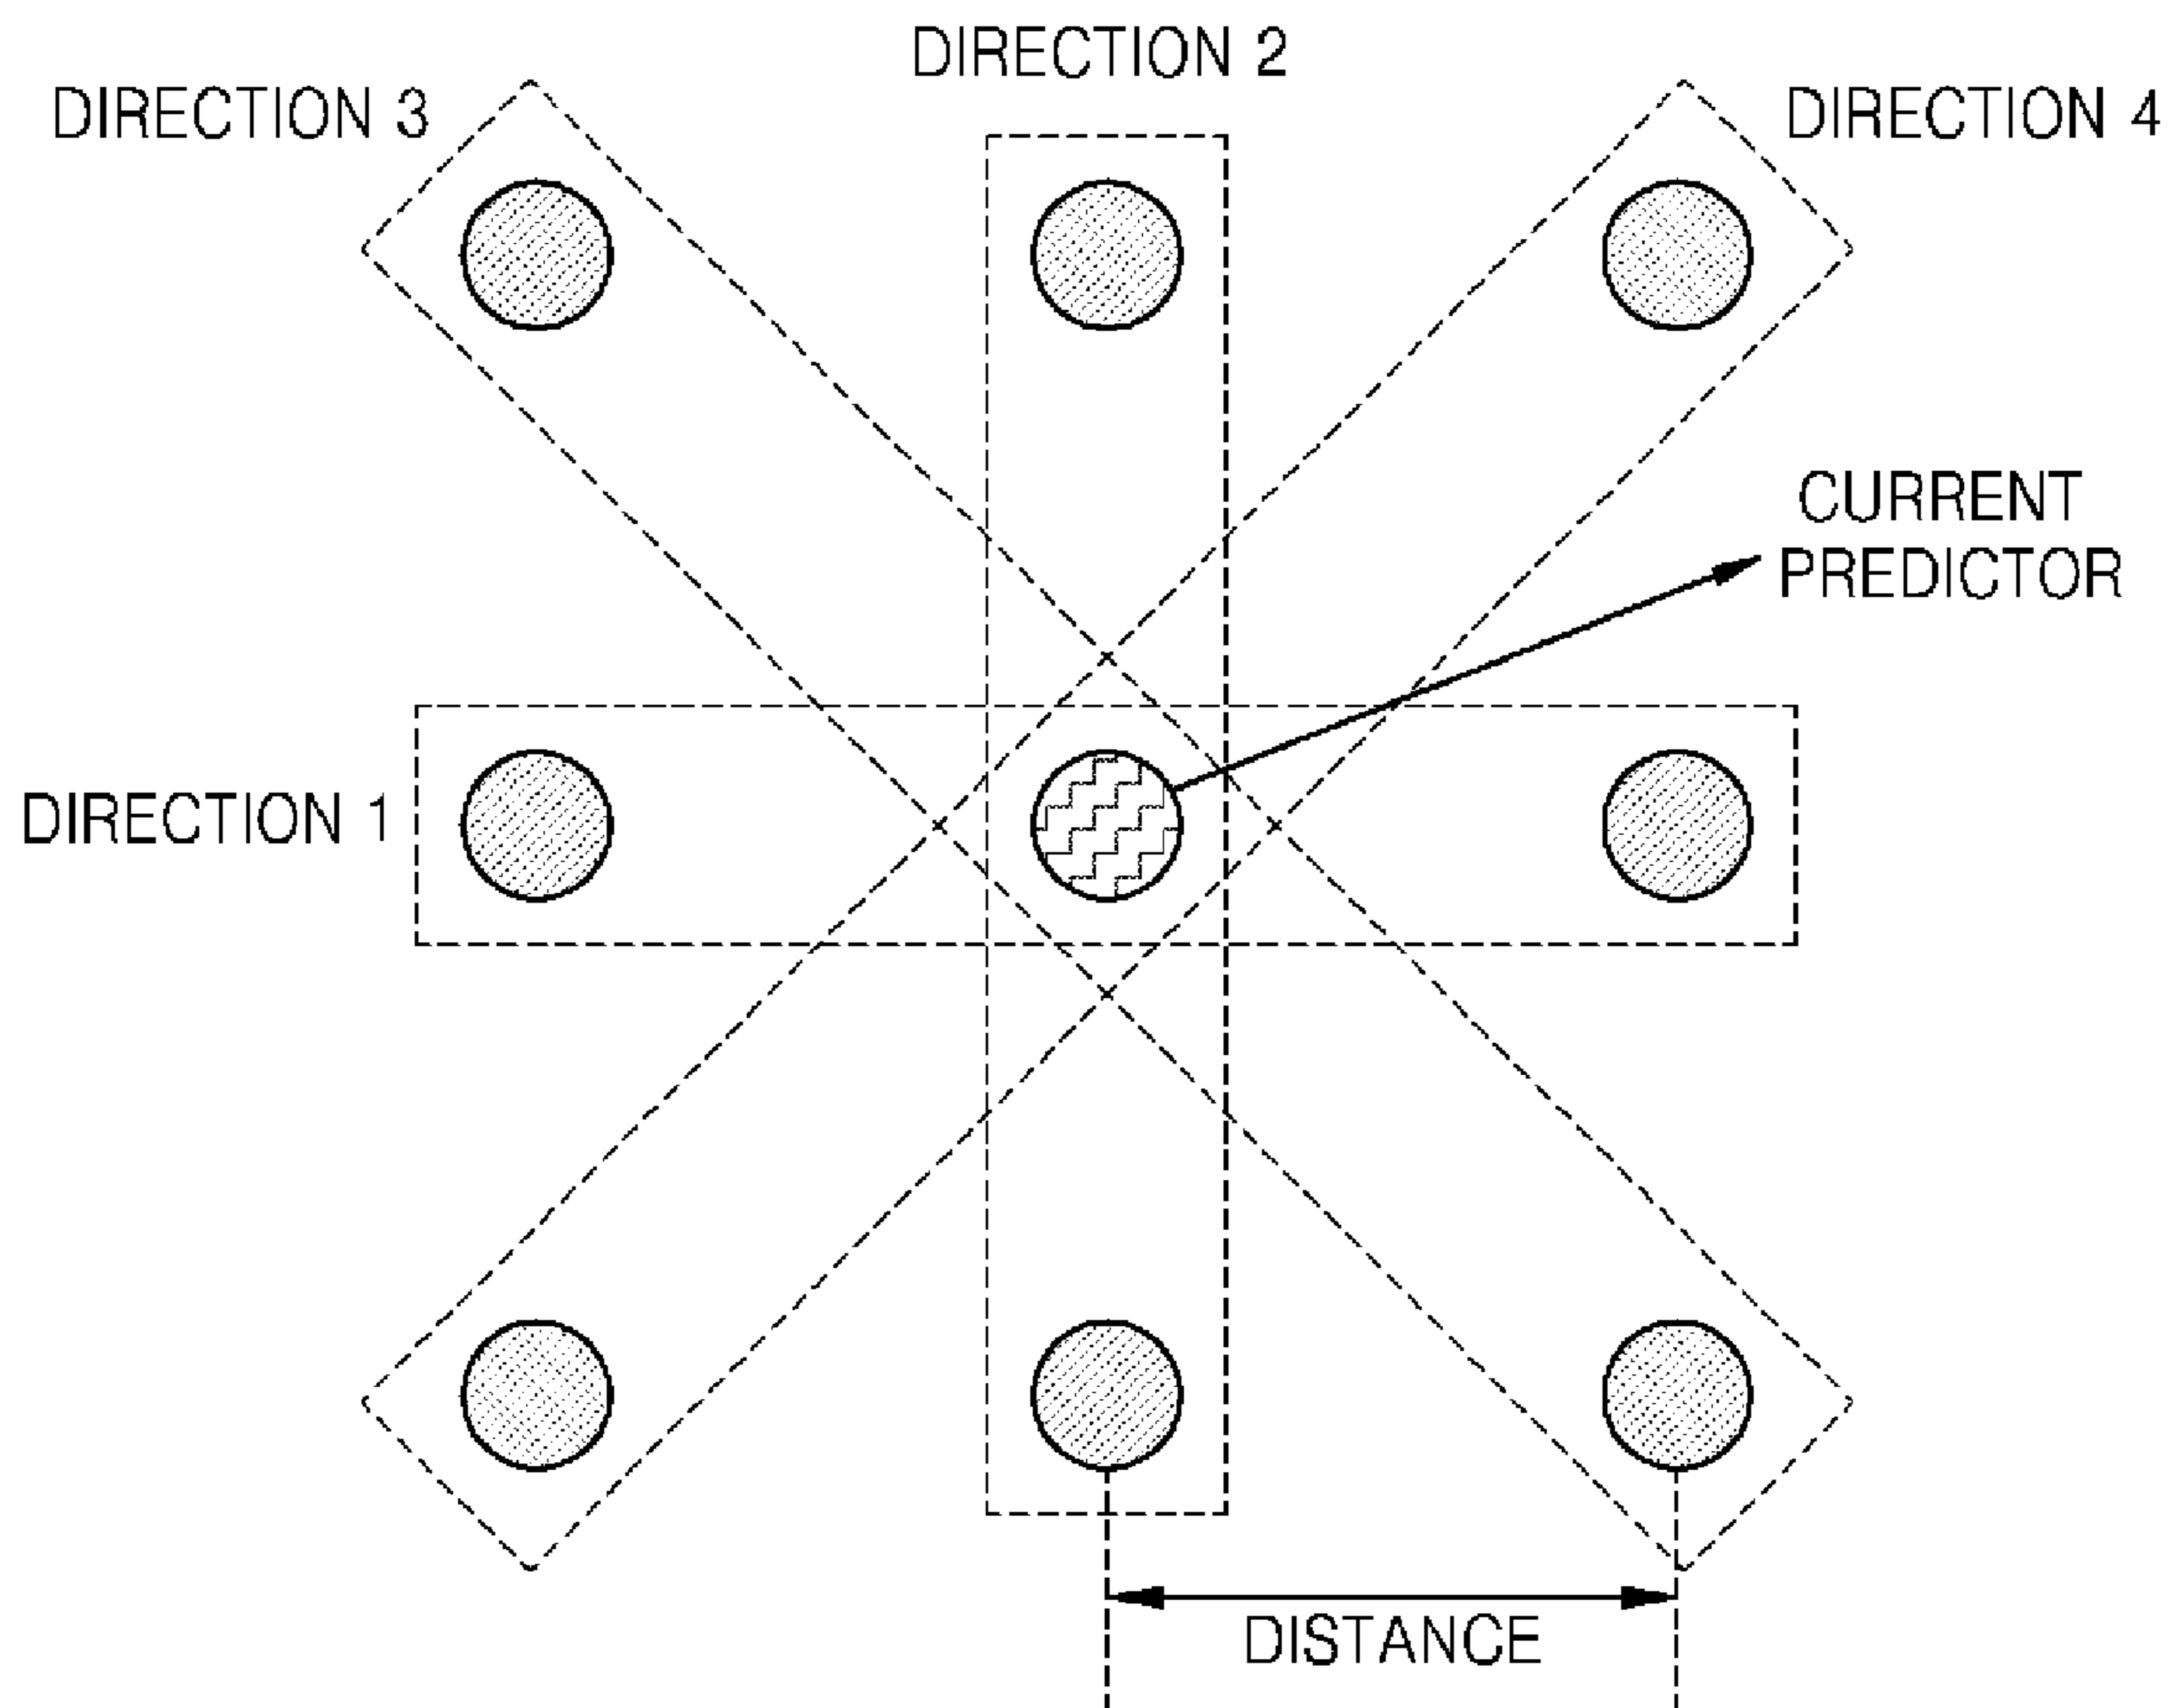 DIRECTION 2
DIRECTION 3
DIRECTION 4
CURRENT
PREDICTOR
DIRECTION 1
DISTANCE